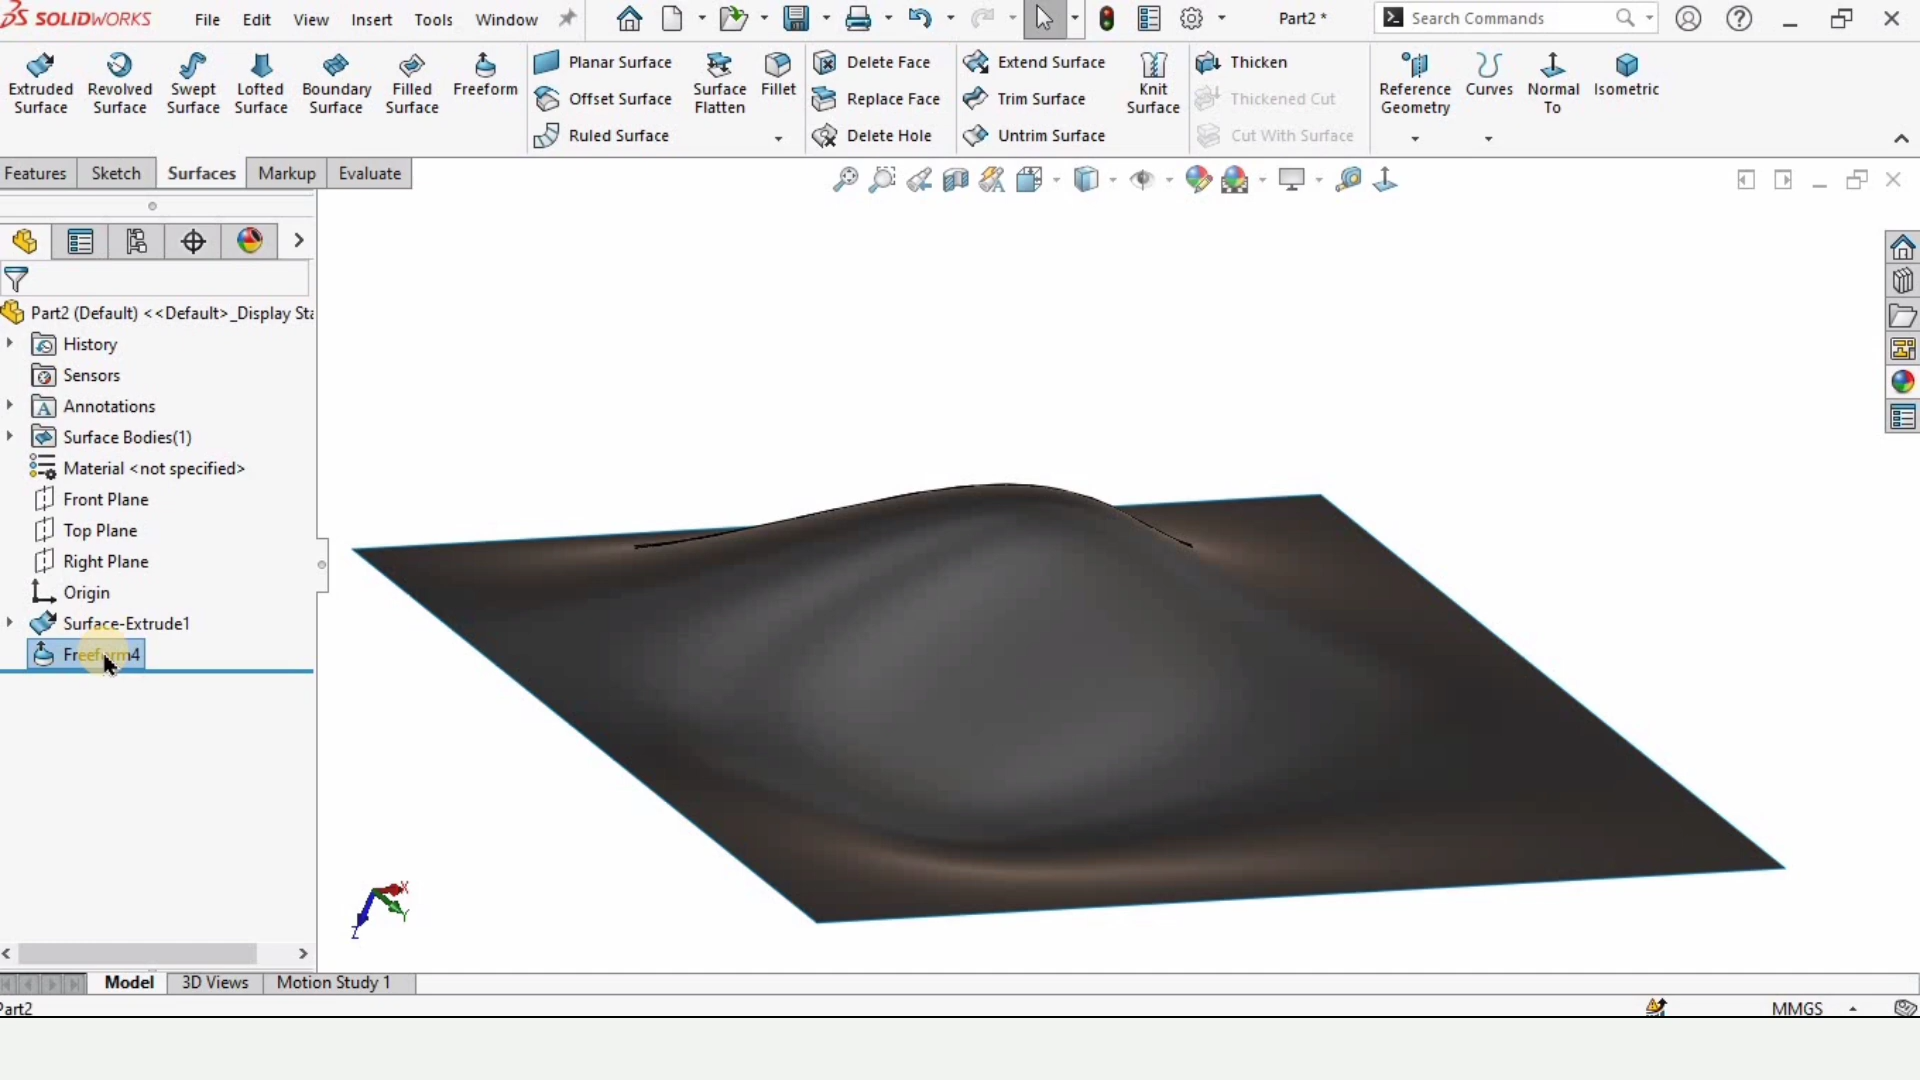 SOLIDWORKS File Edit View Insert Tools Window Part2 * Search Commands
Extruded Surface
Revolved Surface
Swept Surface
Lofted Surface
Boundary Surface
Filled Surface
Freeform
Planar Surface
Offset Surface
Ruled Surface
Surface Flatten
Fillet
Delete Face
Replace Face
Delete Hole
Extend Surface
Trim Surface
Untrim Surface
Knit Surface
Thicken
Thickened Cut
Cut With Surface
Reference Geometry
Curves
Normal To
Isometric
Features Sketch Surfaces Markup Evaluate
Part2 (Default) <<Default>_Display Sta
History
Sensors
Annotations
Surface Bodies(1)
Material <not specified>
Front Plane
Top Plane
Right Plane
Origin
Surface-Extrude1
Freeform4
X
Y
Z
Model 3D Views Motion Study 1
Part2 MMGS